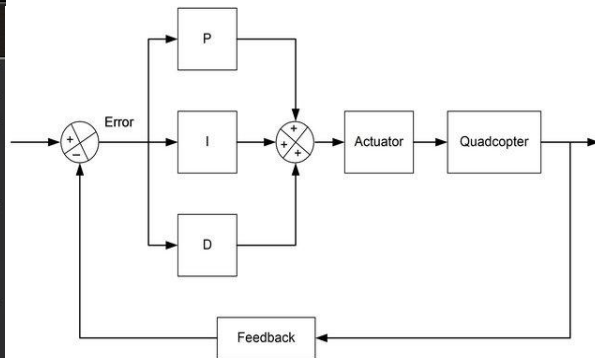 P
+
−
Error
I
+
+
+
Actuator
Quadcopter
D
Feedback